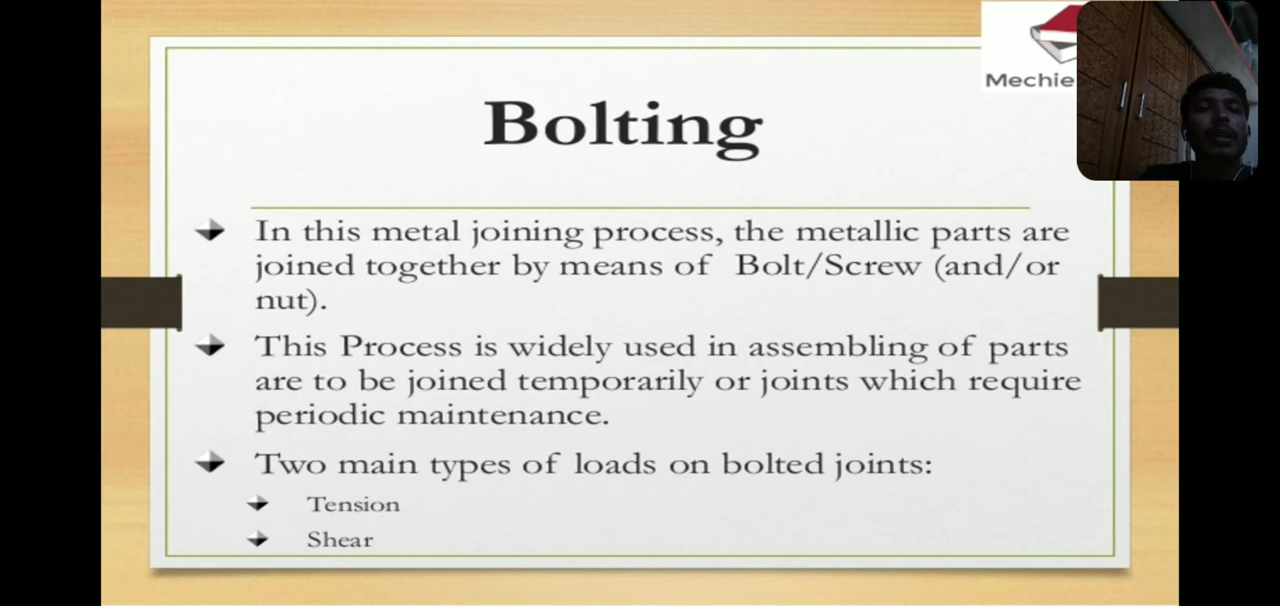 Mechie
Bolting
In this metal joining process, the metallic parts are
joined together by means of Bolt/Screw (and/or
nut).
This Process is widely used in assembling of parts
are to be joined temporarily or joints which require
periodic maintenance.
Two main types of loads on bolted joints:
Tension
Shear